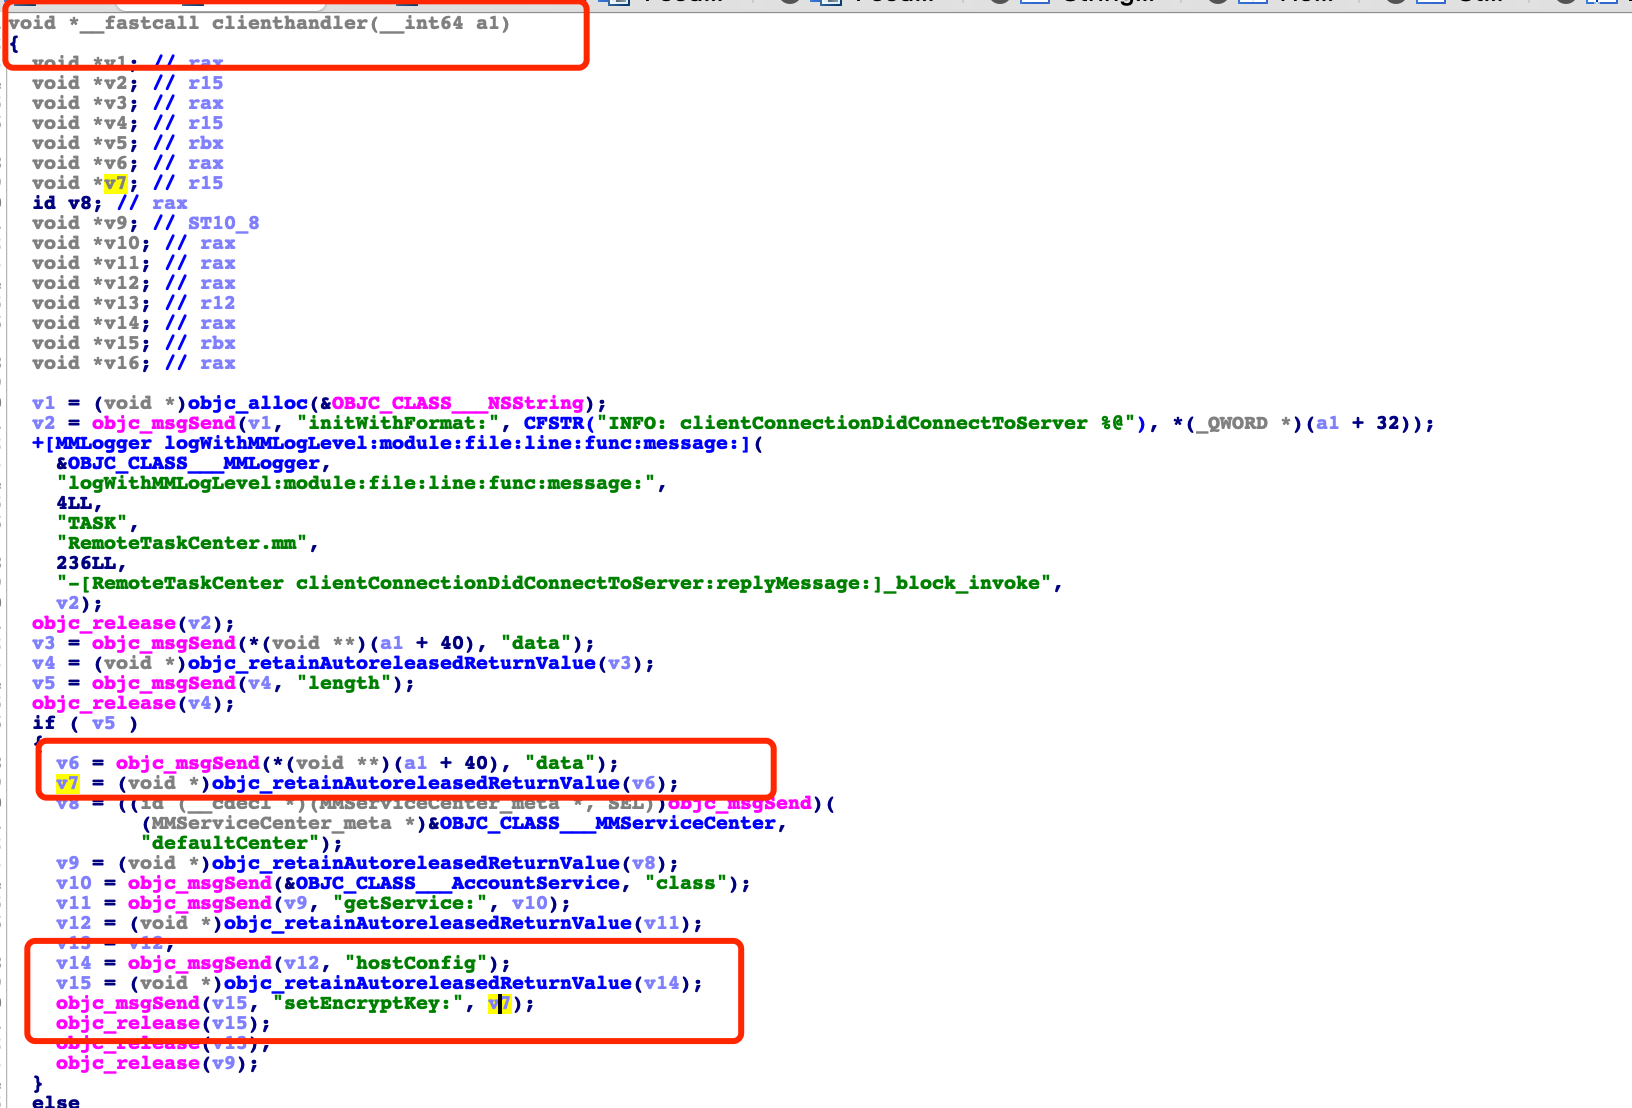 void *__fastcall clienthandler(__int64 a1)
{
void *v1; // rax
void *v2; // r15
void *v3; // rax
void *v4; // r15
void *v5; // rbx
void *v6; // rax
void *v7; // r15
id v8; // rax
void *v9; // ST10_8
void *v10; // rax
void *v11; // rax
void *v12; // rax
void *v13; // r12
void *v14; // rax
void *v15; // rbx
void *v16; // rax
v1 = (void *)objc_alloc(&OBJC_CLASS___NSString);
v2 = objc_msgSend(v1, "initWithFormat:", CFSTR("INFO: clientConnectionDidConnectToServer %@"), *(_QWORD *)(a1 + 32));
+[MMLogger logWithMMLogLevel:module:file:line:func:message:](
&OBJC_CLASS___MMLogger,
"logWithMMLogLevel:module:file:line:func:message:",
4LL,
"TASK",
"RemoteTaskCenter.mm",
236LL,
"-[RemoteTaskCenter clientConnectionDidConnectToServer:replyMessage:]_block_invoke",
v2);
objc_release(v2);
v3 = objc_msgSend(*(void **)(a1 + 40), "data");
v4 = (void *)objc_retainAutoreleasedReturnValue(v3);
v5 = objc_msgSend(v4, "length");
objc_release(v4);
if ( v5 )
{
v6 = objc_msgSend(*(void **)(a1 + 40), "data");
v7 = (void *)objc_retainAutoreleasedReturnValue(v6);
v8 = ((id (__cdecl *)(MMServiceCenter_meta *, SEL))objc_msgSend)(
(MMServiceCenter_meta *)&OBJC_CLASS___MMServiceCenter,
"defaultCenter");
v9 = (void *)objc_retainAutoreleasedReturnValue(v8);
v10 = objc_msgSend(&OBJC_CLASS___AccountService, "class");
v11 = objc_msgSend(v9, "getService:", v10);
v12 = (void *)objc_retainAutoreleasedReturnValue(v11);
v13 = v12;
v14 = objc_msgSend(v12, "hostConfig");
v15 = (void *)objc_retainAutoreleasedReturnValue(v14);
objc_msgSend(v15, "setEncryptKey:", v7);
objc_release(v15);
objc_release(v13);
objc_release(v9);
}
else